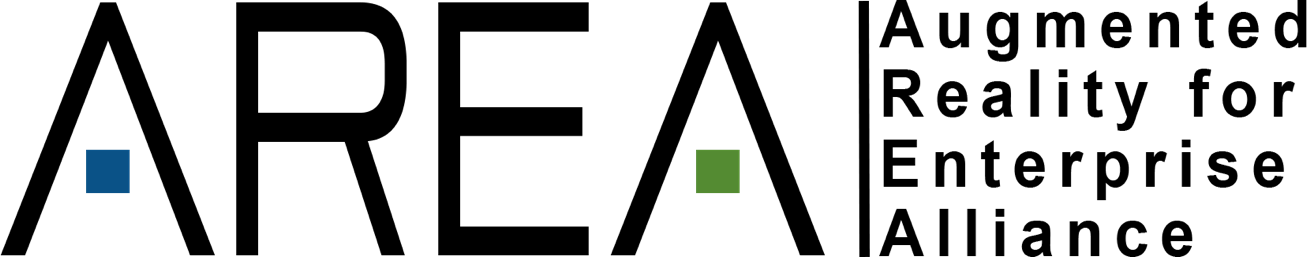 AREA
Augmented
Reality for
Enterprise
Alliance